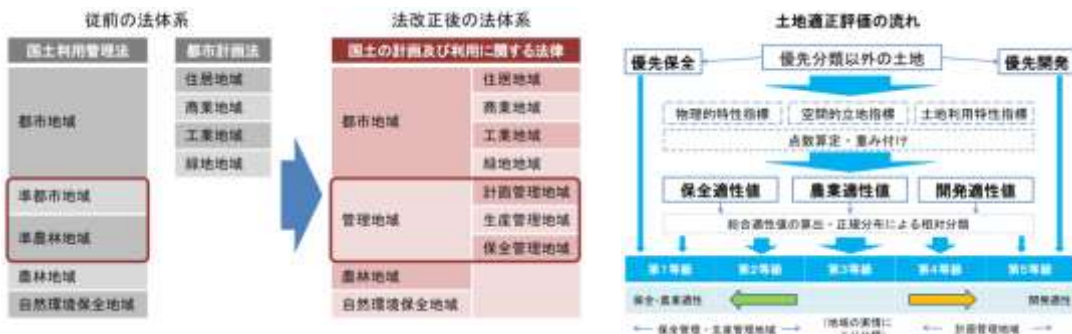 従前の法体系
国土利用管理法
都市計画法
都市地域
住居地域
商業地域
工業地域
緑地地域
準都市地域
準農林地域
農林地域
自然環境保全地域
法改正後の法体系
国土の計画及び利用に関する法律
都市地域
住居地域
商業地域
工業地域
緑地地域
管理地域
計画管理地域
生産管理地域
保全管理地域
農林地域
自然環境保全地域
土地適正評価の流れ
優先保全
優先分類以外の土地
優先開発
物理的特性指標
空間的立地指標
土地利用特性指標
点数算定・重み付け
保全適性値
農業適性値
開発適性値
総合適性値の算出・正規分布による相対分類
第1等級
第2等級
第3等級
第4等級
第5等級
保全・農業適性
開発適性
保全管理・生産管理地域
(地域の実情に
計画管理地域